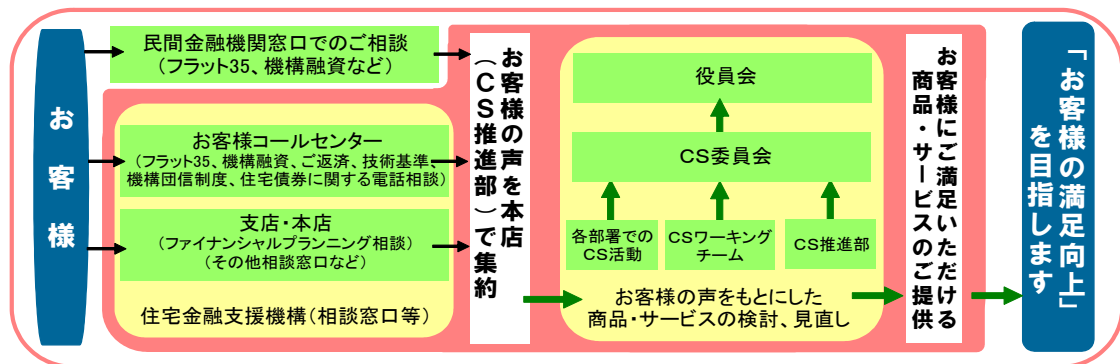 お客様
民間金融機関窓口でのご相談
(フラット35、機構融資など)
お客様コールセンター
(フラット35、機構融資、ご返済、技術基準、
機構団信制度、住宅債券に関する電話相談)
支店・本店
(ファイナンシャルプランニング相談)
(その他相談窓口など)
住宅金融支援機構(相談窓口等)
お客様の声を本店
(CS推進部)で集約
役員会
CS委員会
各部署での
CS活動
CSワーキング
チーム
CS推進部
お客様の声をもとにした
商品・サービスの検討、見直し
お客様にご満足いただける
商品・サービスのご提供
「お客様の満足向上」
を目指します